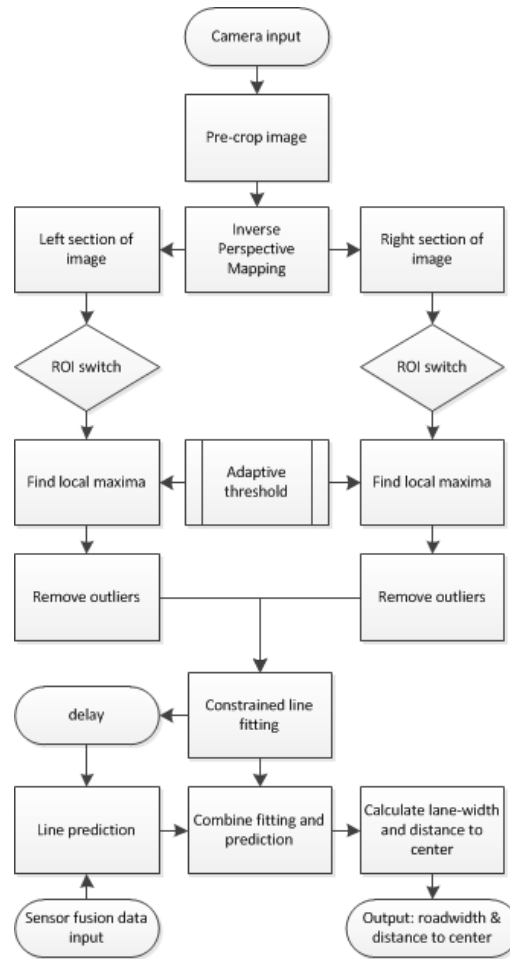 Camera input
Pre-crop image
Left section of
image
Inverse
Perspective
Mapping
Right section of
image
ROI switch
ROI switch
Find local maxima
Adaptive
threshold
Find local maxima
Remove outliers
Remove outliers
delay
Constrained line
fitting
Line prediction
Combine fitting and
prediction
Calculate lane-width
and distance to
center
Sensor fusion data
input
Output: roadwidth &
distance to center